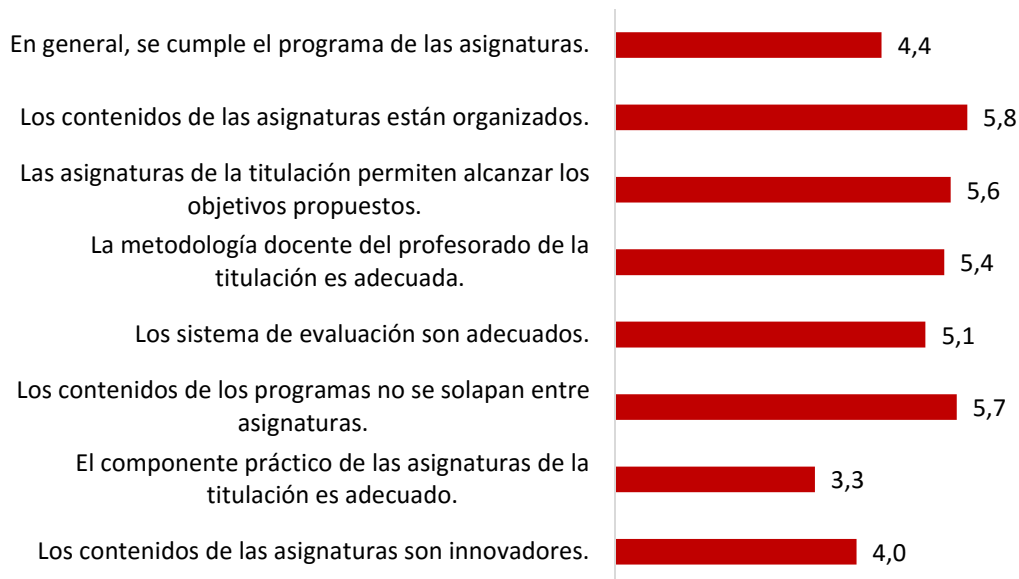 En general, se cumple el programa de las asignaturas.
4,4
Los contenidos de las asignaturas están organizados.
5,8
Las asignaturas de la titulación permiten alcanzar los
objetivos propuestos.
5,6
La metodología docente del profesorado de la
titulación es adecuada.
5,4
Los sistema de evaluación son adecuados.
5,1
Los contenidos de los programas no se solapan entre
asignaturas.
5,7
El componente práctico de las asignaturas de la
titulación es adecuado.
3,3
Los contenidos de las asignaturas son innovadores.
4,0